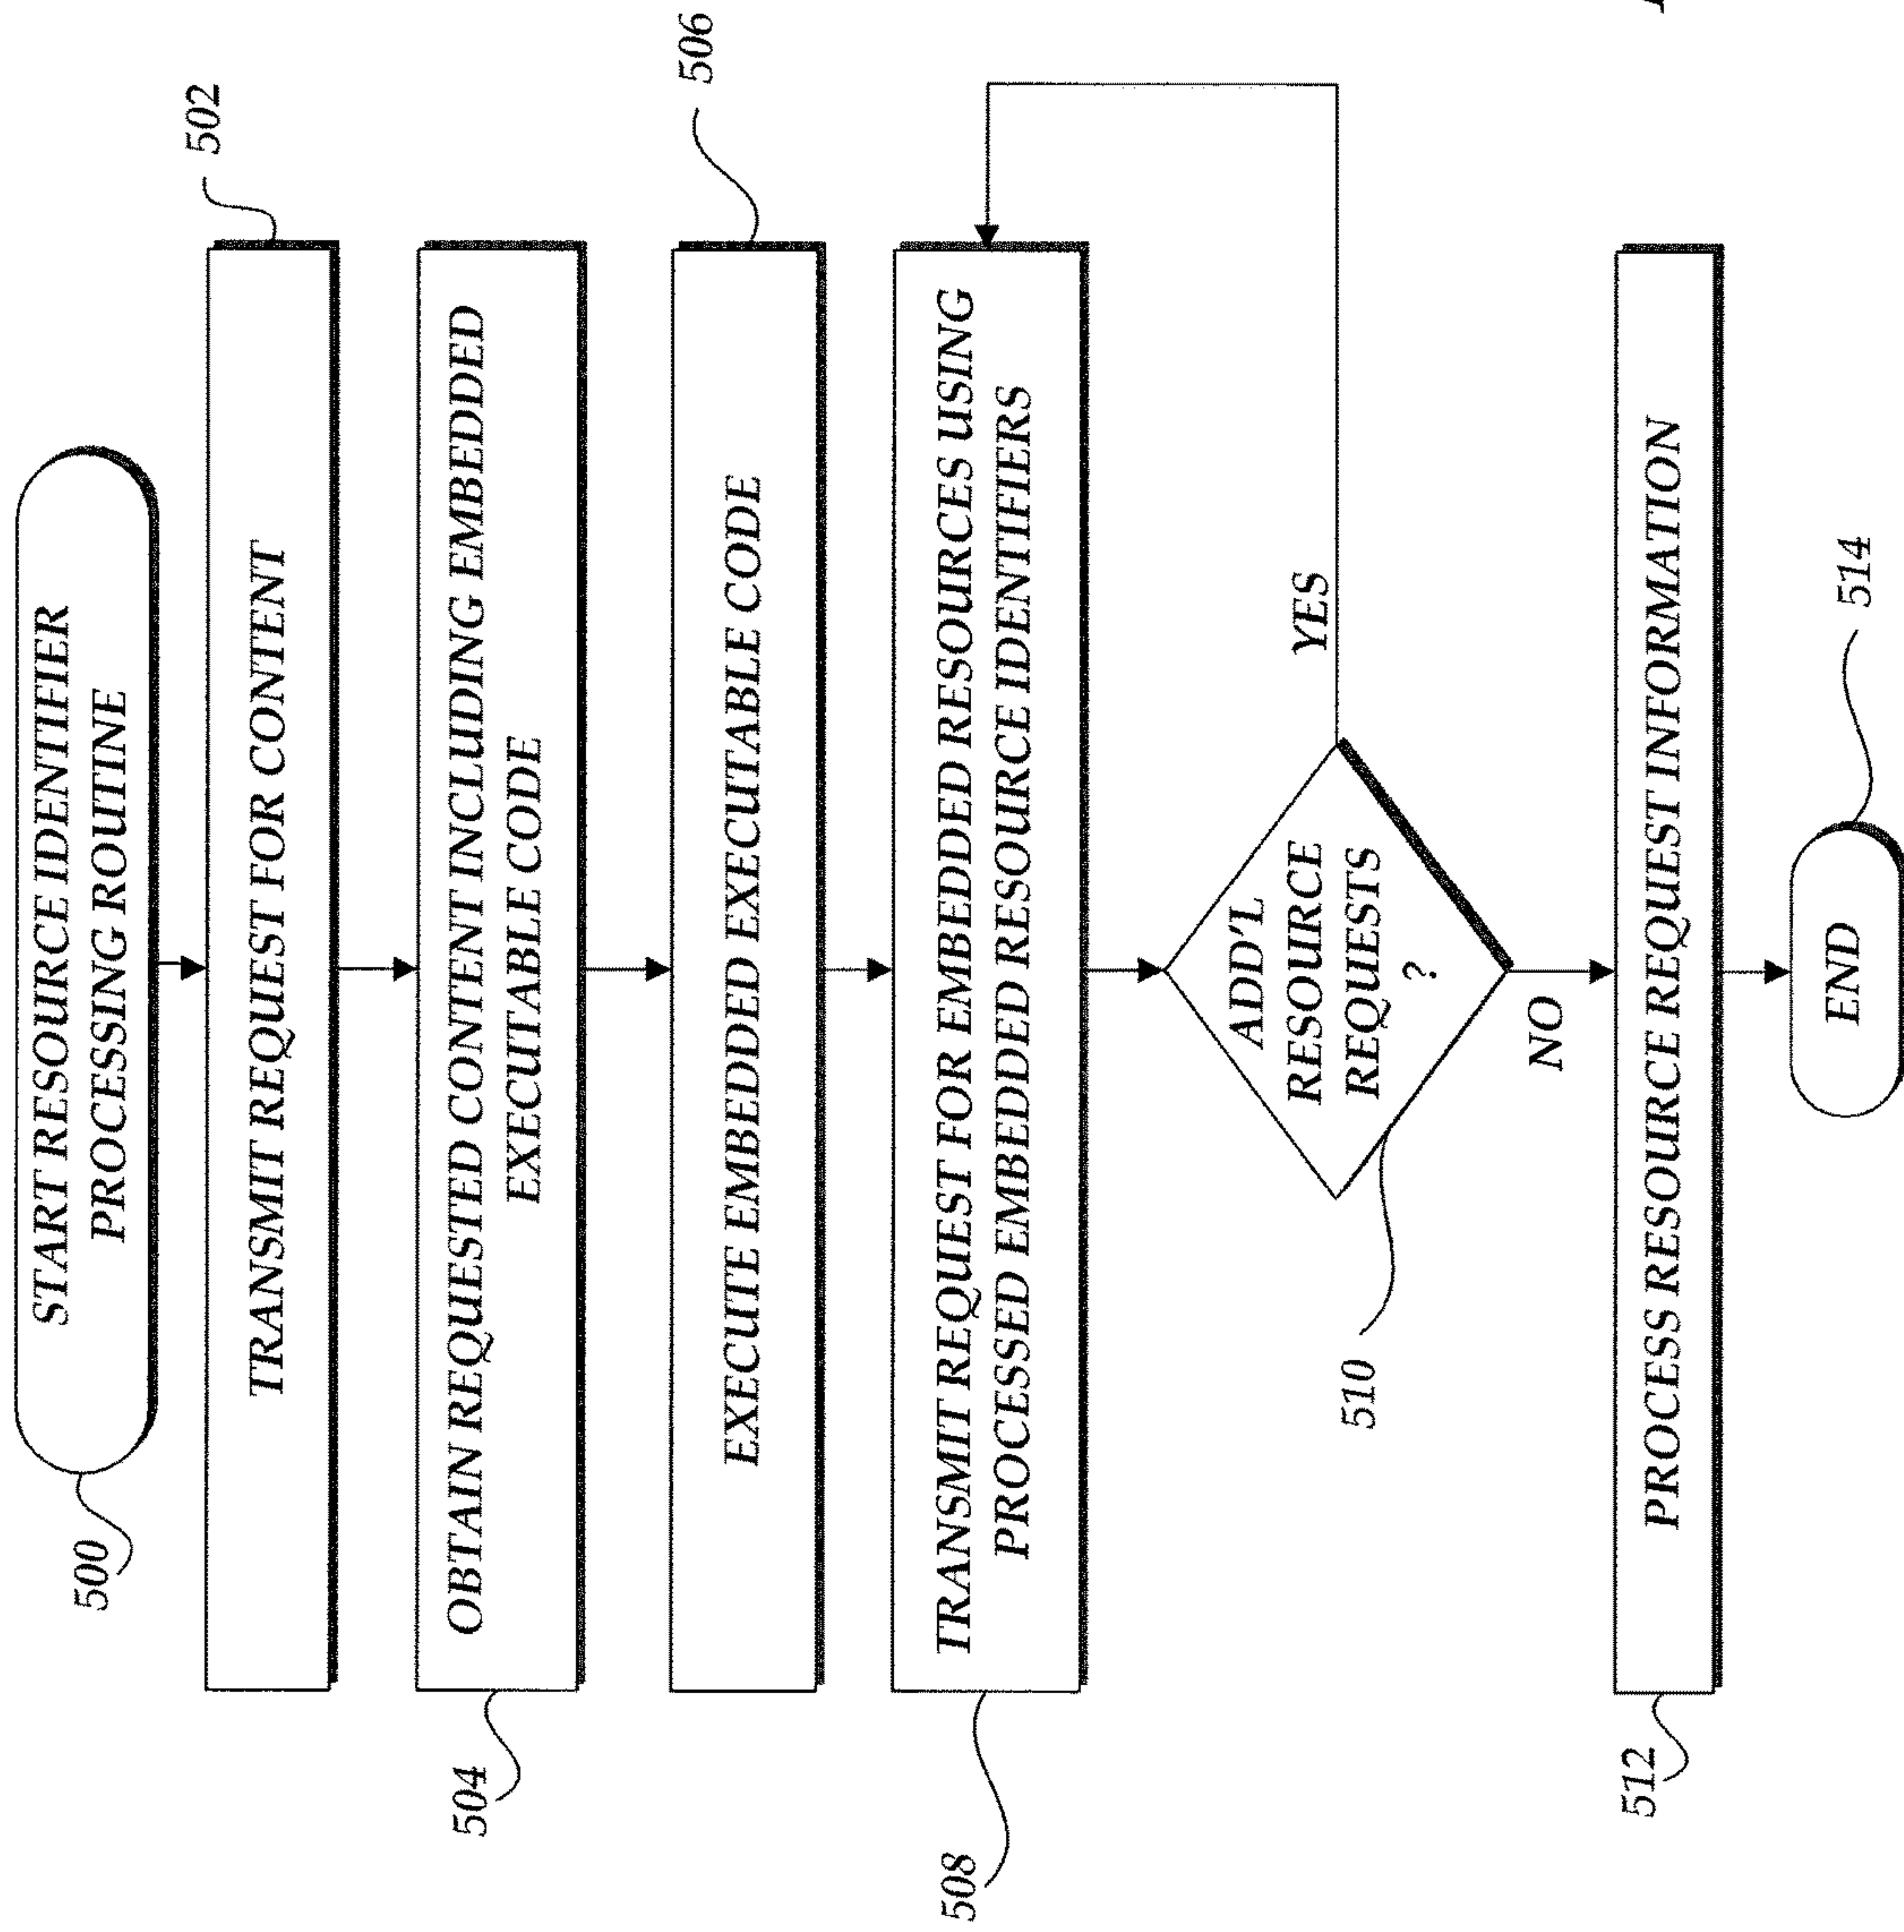 500
START RESOURCE IDENTIFIER
PROCESSING ROUTINE
502
TRANSMIT REQUEST FOR CONTENT
504
OBTAIN REQUESTED CONTENT INCLUDING EMBEDDED
EXECUTABLE CODE
506
EXECUTE EMBEDDED EXECUTABLE CODE
508
TRANSMIT REQUEST FOR EMBEDDED RESOURCES USING
PROCESSED EMBEDDED RESOURCE IDENTIFIERS
510
ADD'L
RESOURCE
REQUESTS
?
YES
NO
512
PROCESS RESOURCE REQUEST INFORMATION
514
END